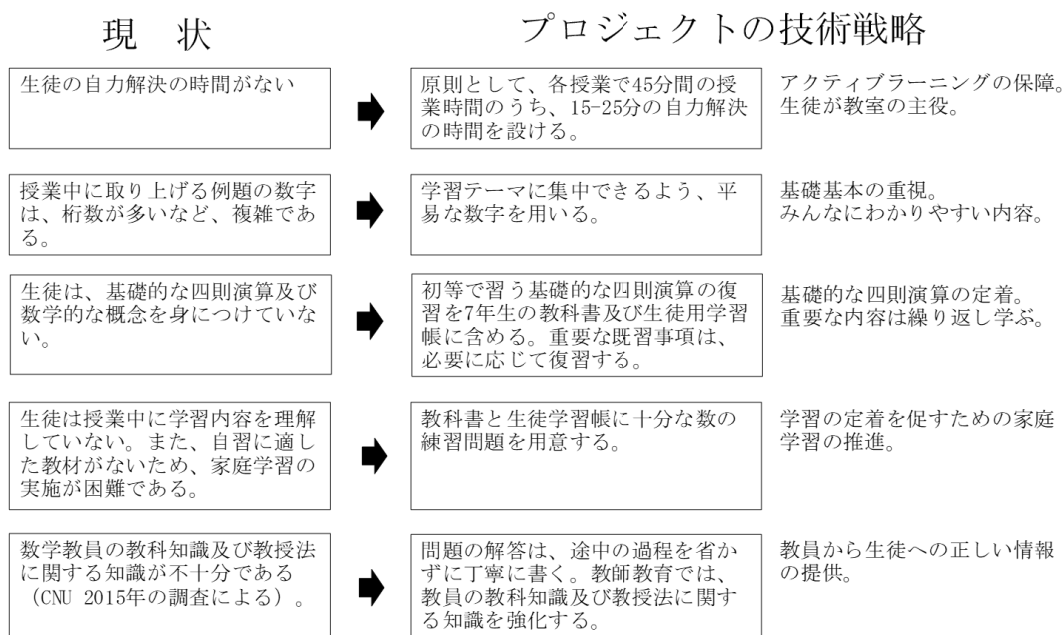 現　状
プロジェクトの技術戦略
生徒の自力解決の時間がない
原則として、各授業で45分間の授
業時間のうち、15-25分の自力解決
の時間を設ける。
アクティブラーニングの保障。
生徒が教室の主役。
授業中に取り上げる例題の数字
は、桁数が多いなど、複雑であ
る。
学習テーマに集中できるよう、平
易な数字を用いる。
基礎基本の重視。
みんなにわかりやすい内容。
生徒は、基礎的な四則演算及び
数学的な概念を身につけていな
い。
初等で習う基礎的な四則演算の復
習を7年生の教科書及び生徒用学習
帳に含める。重要な既習事項は、
必要に応じて復習する。
基礎的な四則演算の定着。
重要な内容は繰り返し学ぶ。
生徒は授業中に学習内容を理解
していない。また、自習に適し
た教材がないため、家庭学習の
実施が困難である。
教科書と生徒学習帳に十分な数の
練習問題を用意する。
学習の定着を促すための家庭
学習の推進。
数学教員の教科知識及び教授法
に関する知識が不十分である
（CNU 2015年の調査による）。
問題の解答は、途中の過程を省か
ずに丁寧に書く。教師教育では、
教員の教科知識及び教授法に関す
る知識を強化する。
教員から生徒への正しい情報
の提供。